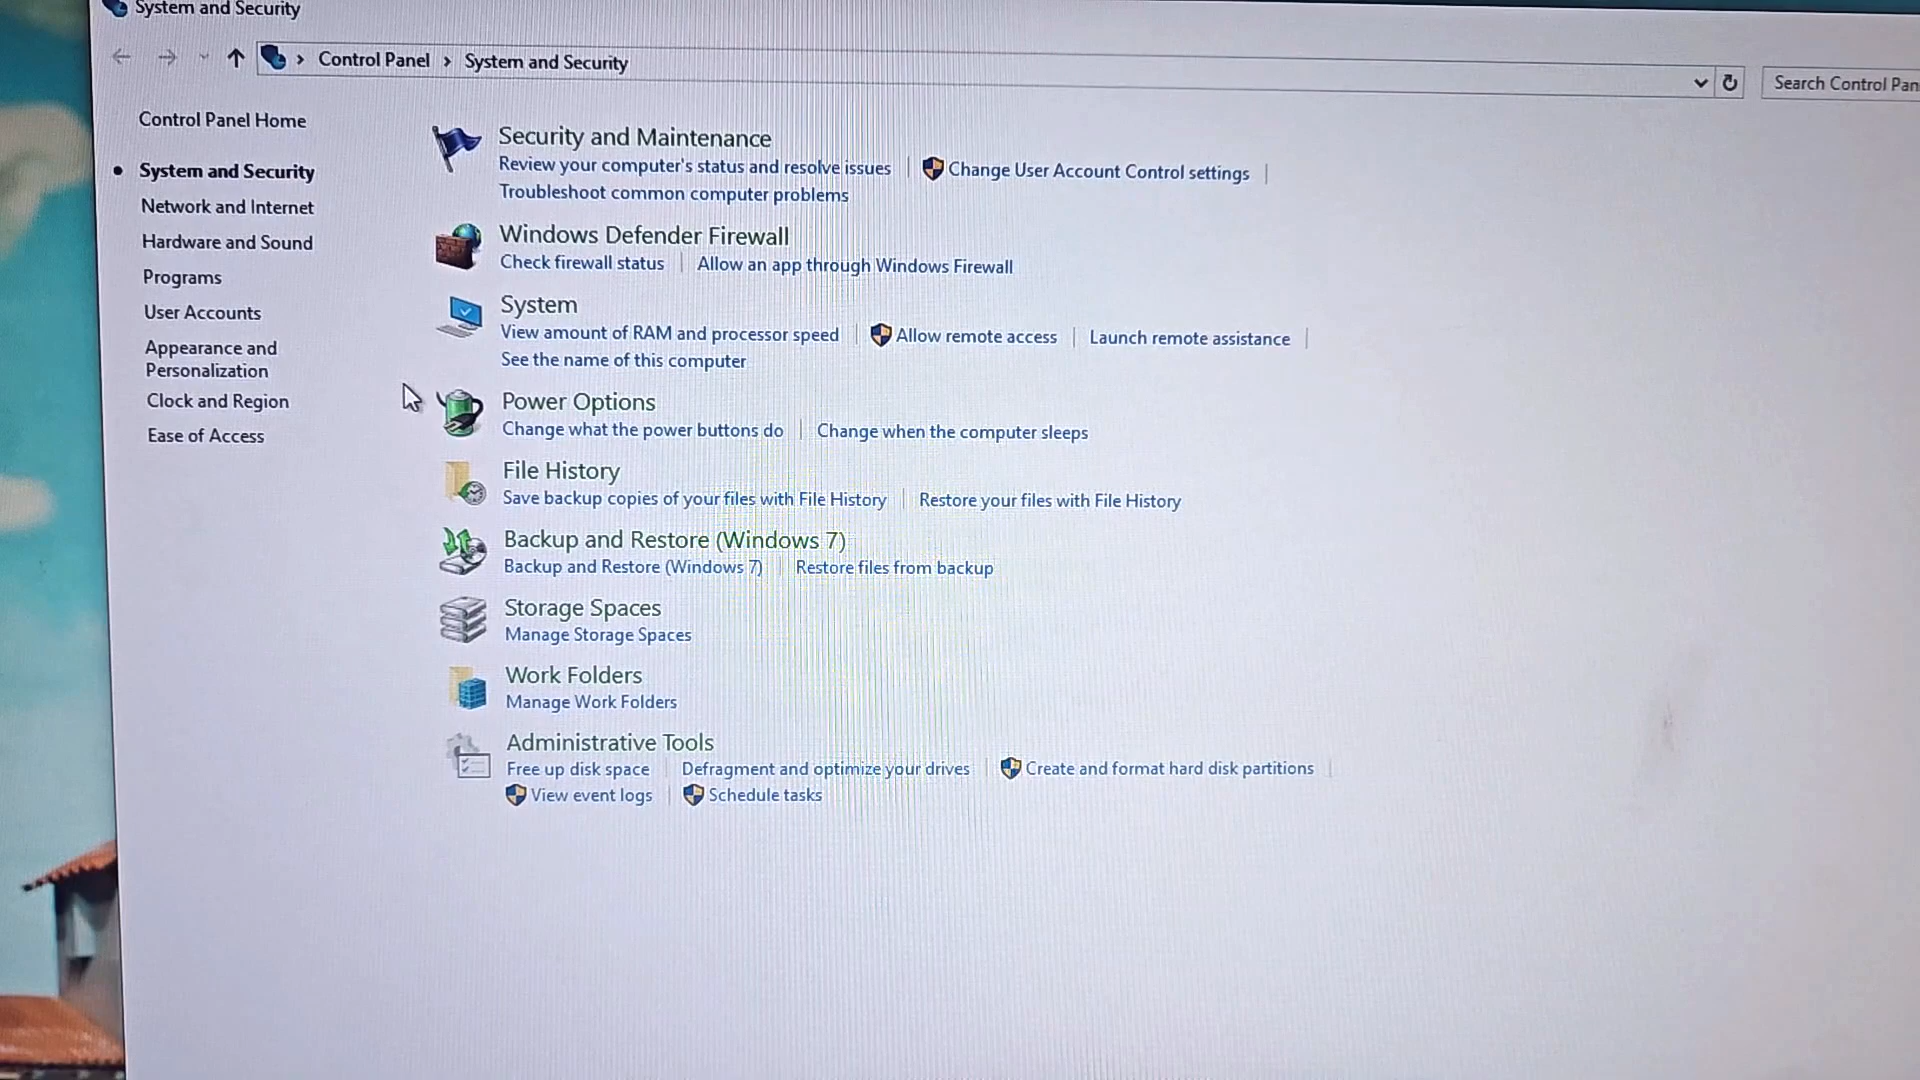 System and Security
Control Panel > System and Security
Search Control Pan
Control Panel Home
System and Security
Network and Internet
Hardware and Sound
Programs
User Accounts
Appearance and
Personalization
Clock and Region
Ease of Access
Security and Maintenance
Review your computer's status and resolve issues | Change User Account Control settings |
Troubleshoot common computer problems
Windows Defender Firewall
Check firewall status | Allow an app through Windows Firewall
System
View amount of RAM and processor speed | Allow remote access | Launch remote assistance |
See the name of this computer
Power Options
Change what the power buttons do | Change when the computer sleeps
File History
Save backup copies of your files with File History | Restore your files with File History
Backup and Restore (Windows 7)
Backup and Restore (Windows 7) | Restore files from backup
Storage Spaces
Manage Storage Spaces
Work Folders
Manage Work Folders
Administrative Tools
Free up disk space | Defragment and optimize your drives | Create and format hard disk partitions |
View event logs | Schedule tasks